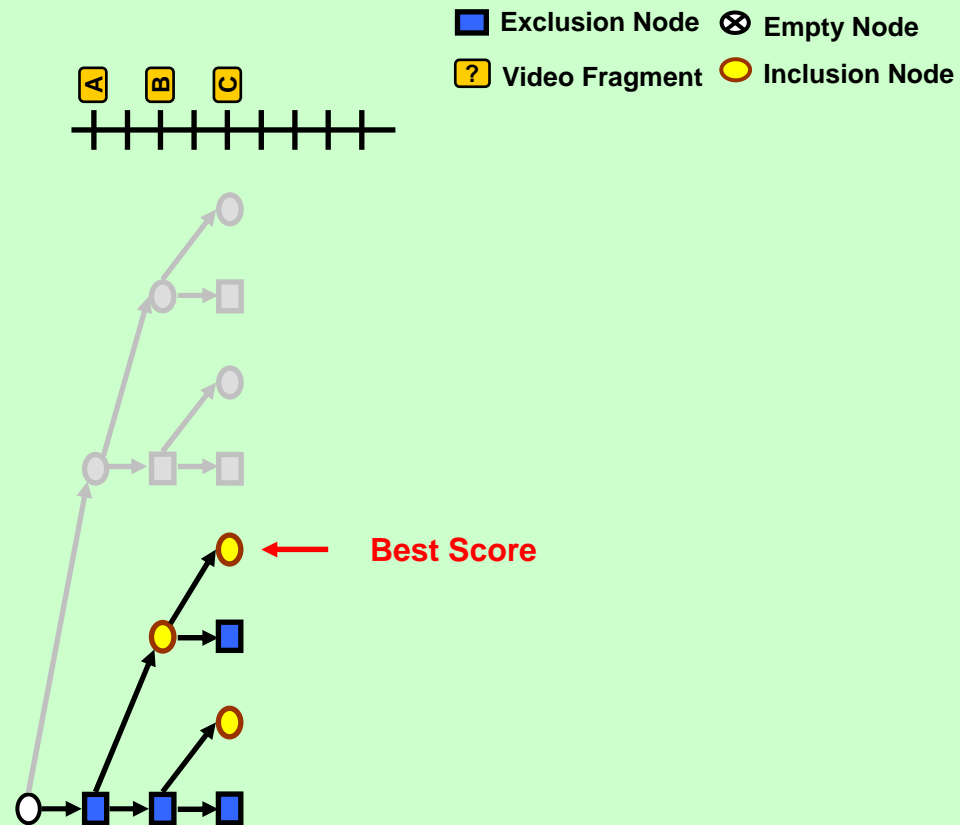 Exclusion Node
Empty Node
? Video Fragment
Inclusion Node
A B C
Best Score